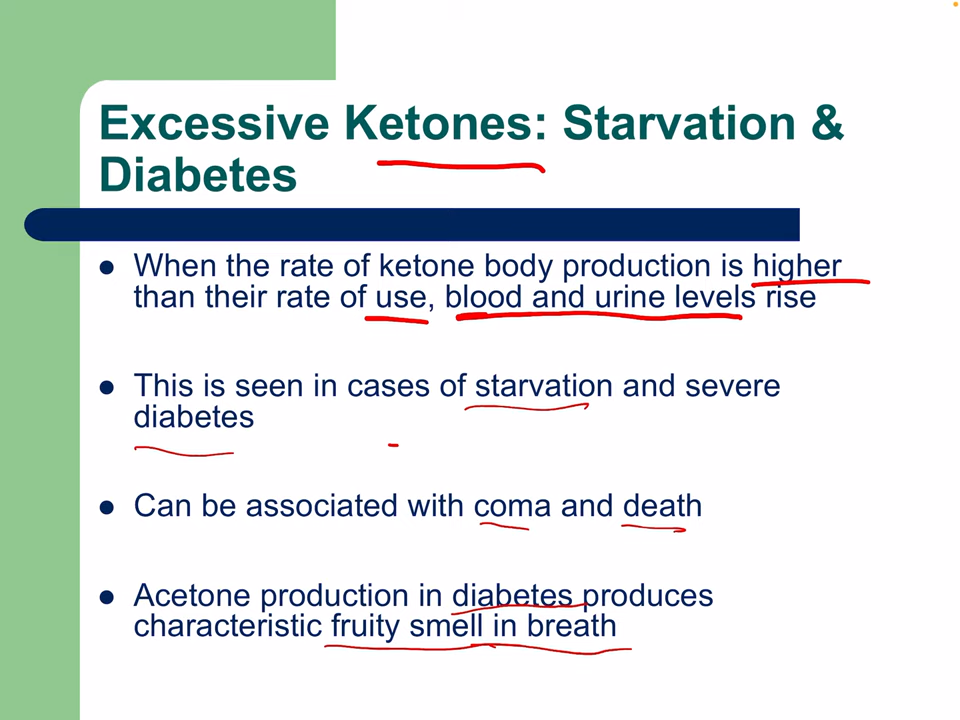 Excessive Ketones: Starvation &
Diabetes
● When the rate of ketone body production is higher
than their rate of use, blood and urine levels rise
● This is seen in cases of starvation and severe
diabetes
● Can be associated with coma and death
● Acetone production in diabetes produces
characteristic fruity smell in breath